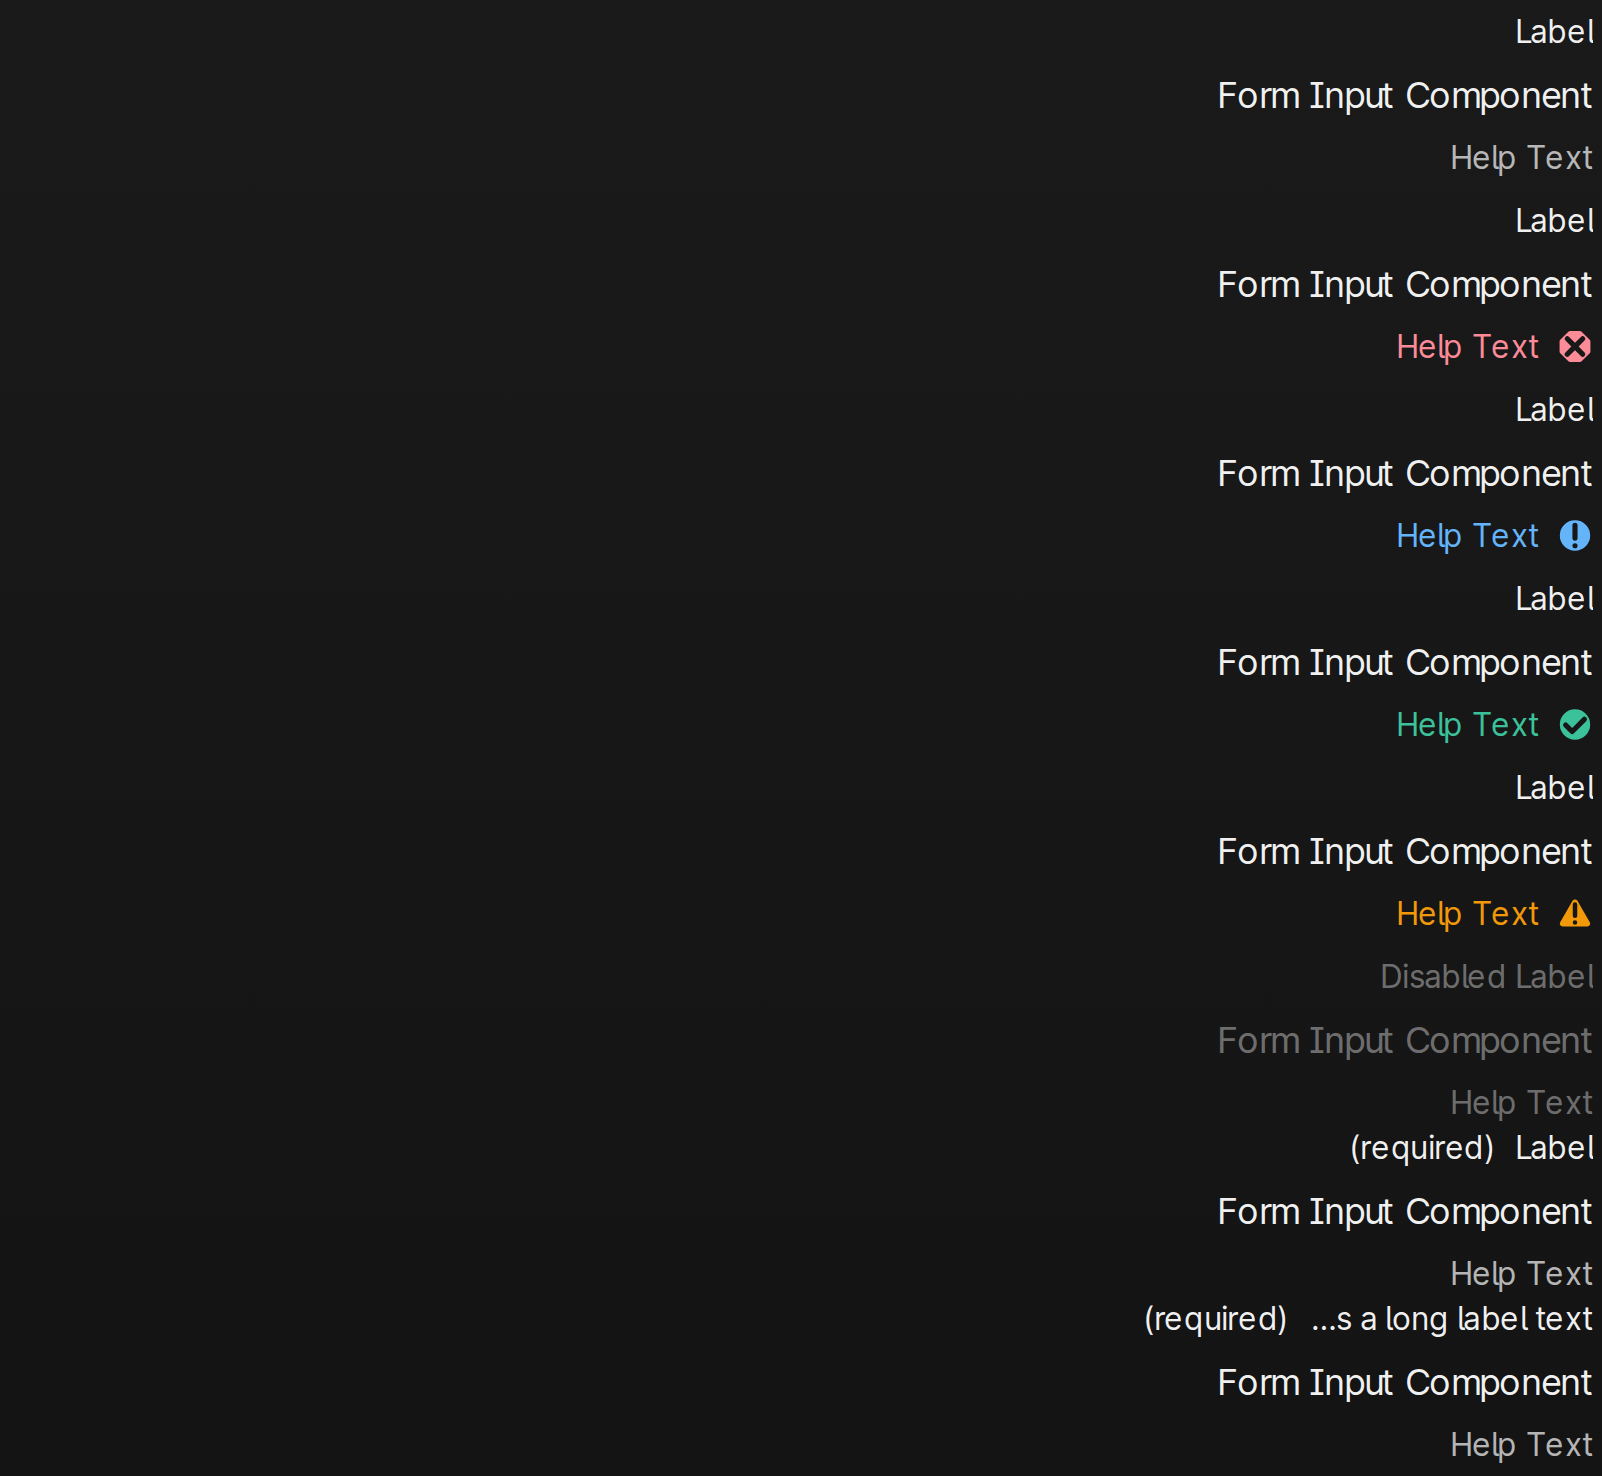 Label
Form Input Component
Help Text
Label
Form Input Component
Help Text
Label
Form Input Component
Help Text
Label
Form Input Component
Help Text
Label
Form Input Component
Help Text
Disabled Label
Form Input Component
Help Text
(required) Label
Form Input Component
Help Text
(required) ...s a long label text
Form Input Component
Help Text